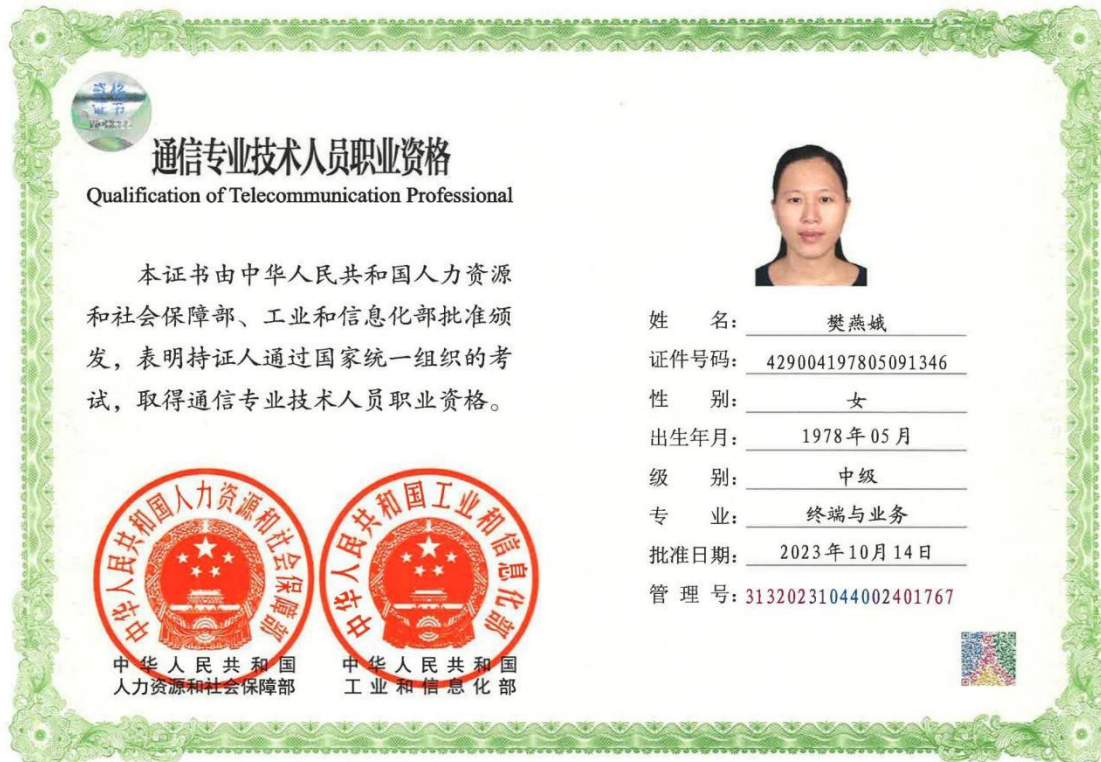 资格
证书
通信专业技术人员职业资格
Qualification of Telecommunication Professional
本证书由中华人民共和国人力资源
和社会保障部、工业和信息化部批准颁
发，表明持证人通过国家统一组织的考
试，取得通信专业技术人员职业资格。
中华人民共和国人力资源和社会保障部
中华人民共和国
人力资源和社会保障部
中华人民共和国工业和信息化部
中华人民共和国
工业和信息化部
姓 名： 樊燕娥
证件号码： 429004197805091346
性 别： 女
出生年月： 1978年05月
级 别： 中级
专 业： 终端与业务
批准日期： 2023年10月14日
管 理 号： 31320231044002401767